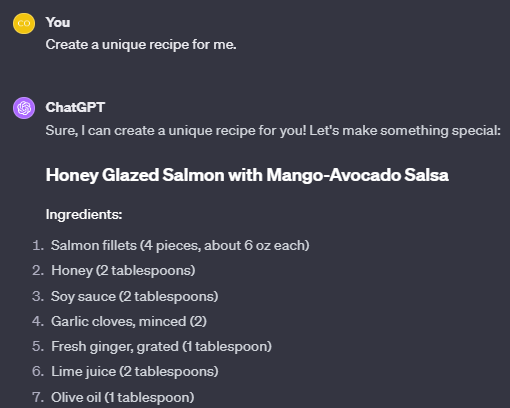 CO You
Create a unique recipe for me.
ChatGPT
Sure, I can create a unique recipe for you! Let's make something special:
Honey Glazed Salmon with Mango-Avocado Salsa
Ingredients:
1. Salmon fillets (4 pieces, about 6 oz each)
2. Honey (2 tablespoons)
3. Soy sauce (2 tablespoons)
4. Garlic cloves, minced (2)
5. Fresh ginger, grated (1 tablespoon)
6. Lime juice (2 tablespoons)
7. Olive oil (1 tablespoon)